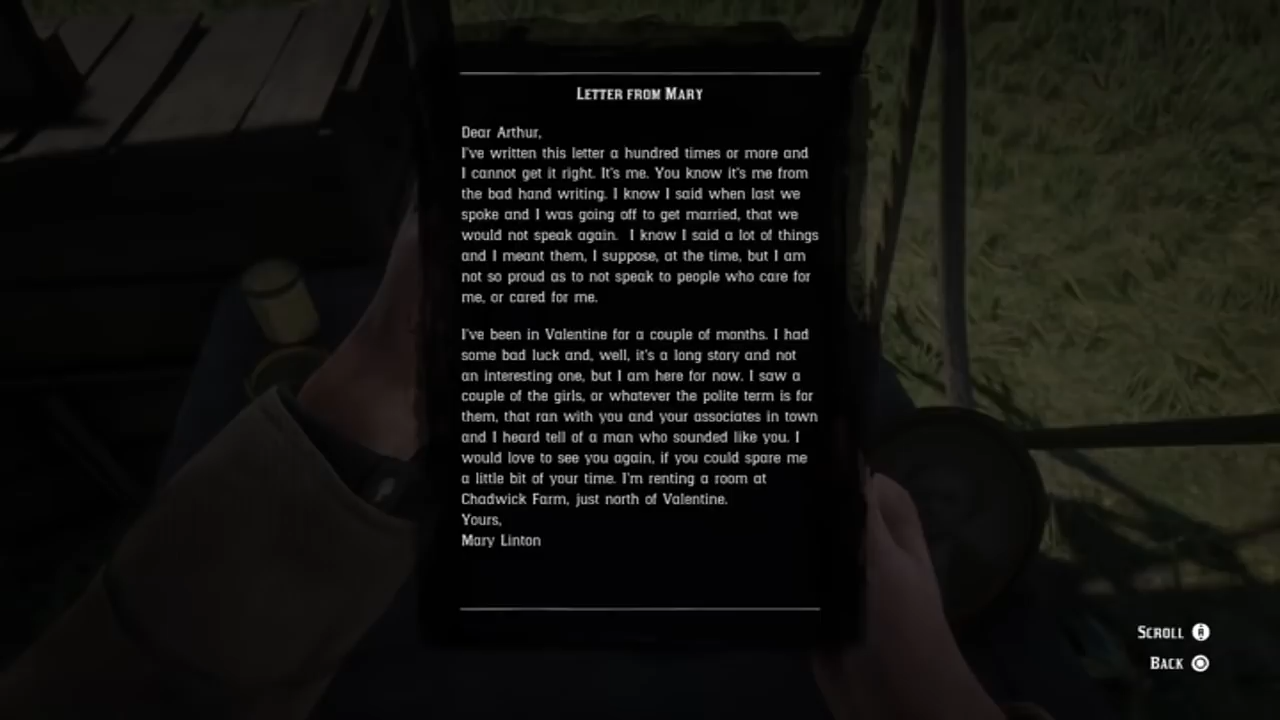 Letter from Mary
Dear Arthur,
I've written this letter a hundred times or more and
I cannot get it right. It's me. You know it's me from
the bad hand writing. I know I said when last we
spoke and I was going off to get married, that we
would not speak again.  I know I said a lot of things
and I meant them, I suppose, at the time, but I am
not so proud as to not speak to people who care for
me, or cared for me.
I've been in Valentine for a couple of months. I had
some bad luck and, well, it's a long story and not
an interesting one, but I am here for now. I saw a
couple of the girls, or whatever the polite term is for
them, that ran with you and your associates in town
and I heard tell of a man who sounded like you. I
would love to see you again, if you could spare me
a little bit of your time. I'm renting a room at
Chadwick Farm, just north of Valentine.
Yours,
Mary Linton
Scroll R
Back